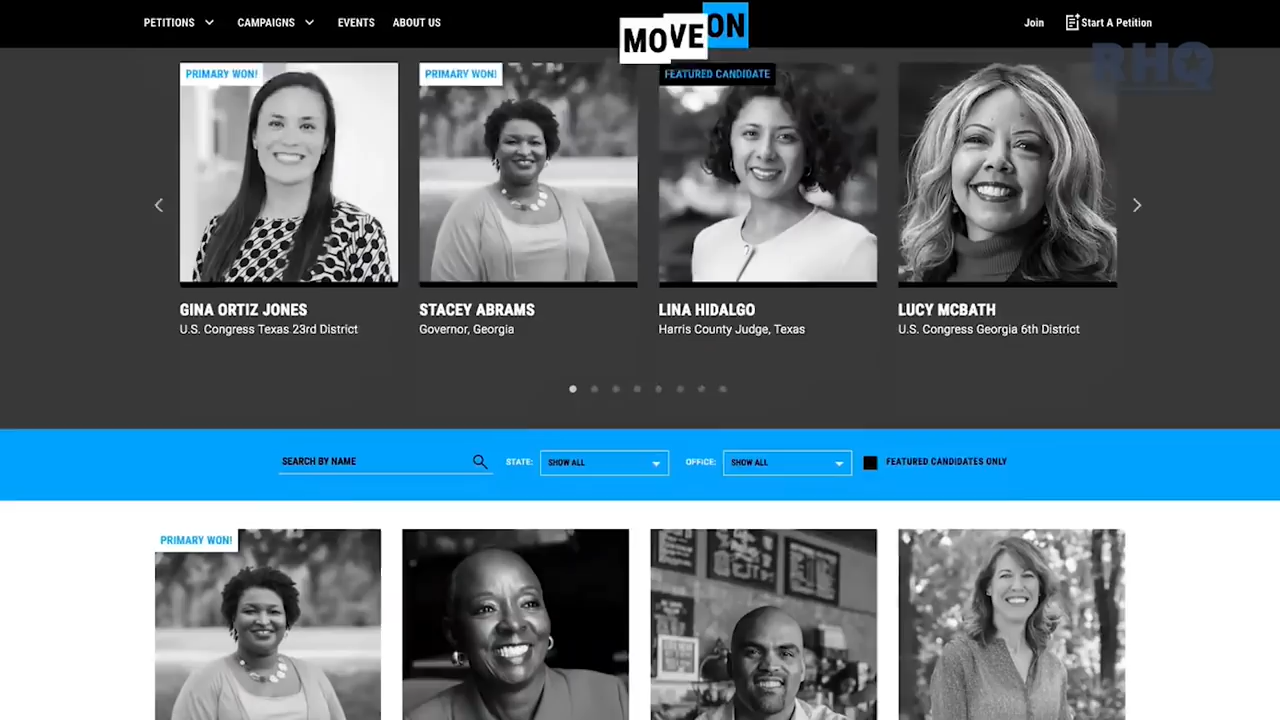 PETITIONS CAMPAIGNS EVENTS ABOUT US MOVEON Join Start A Petition
RHQ
PRIMARY WON! PRIMARY WON! FEATURED CANDIDATE
GINA ORTIZ JONES STACEY ABRAMS LINA HIDALGO LUCY MCBATH
U.S. Congress Texas 23rd District Governor, Georgia Harris County Judge, Texas U.S. Congress Georgia 6th District
SEARCH BY NAME STATE: SHOW ALL OFFICE: SHOW ALL FEATURED CANDIDATES ONLY
PRIMARY WON!